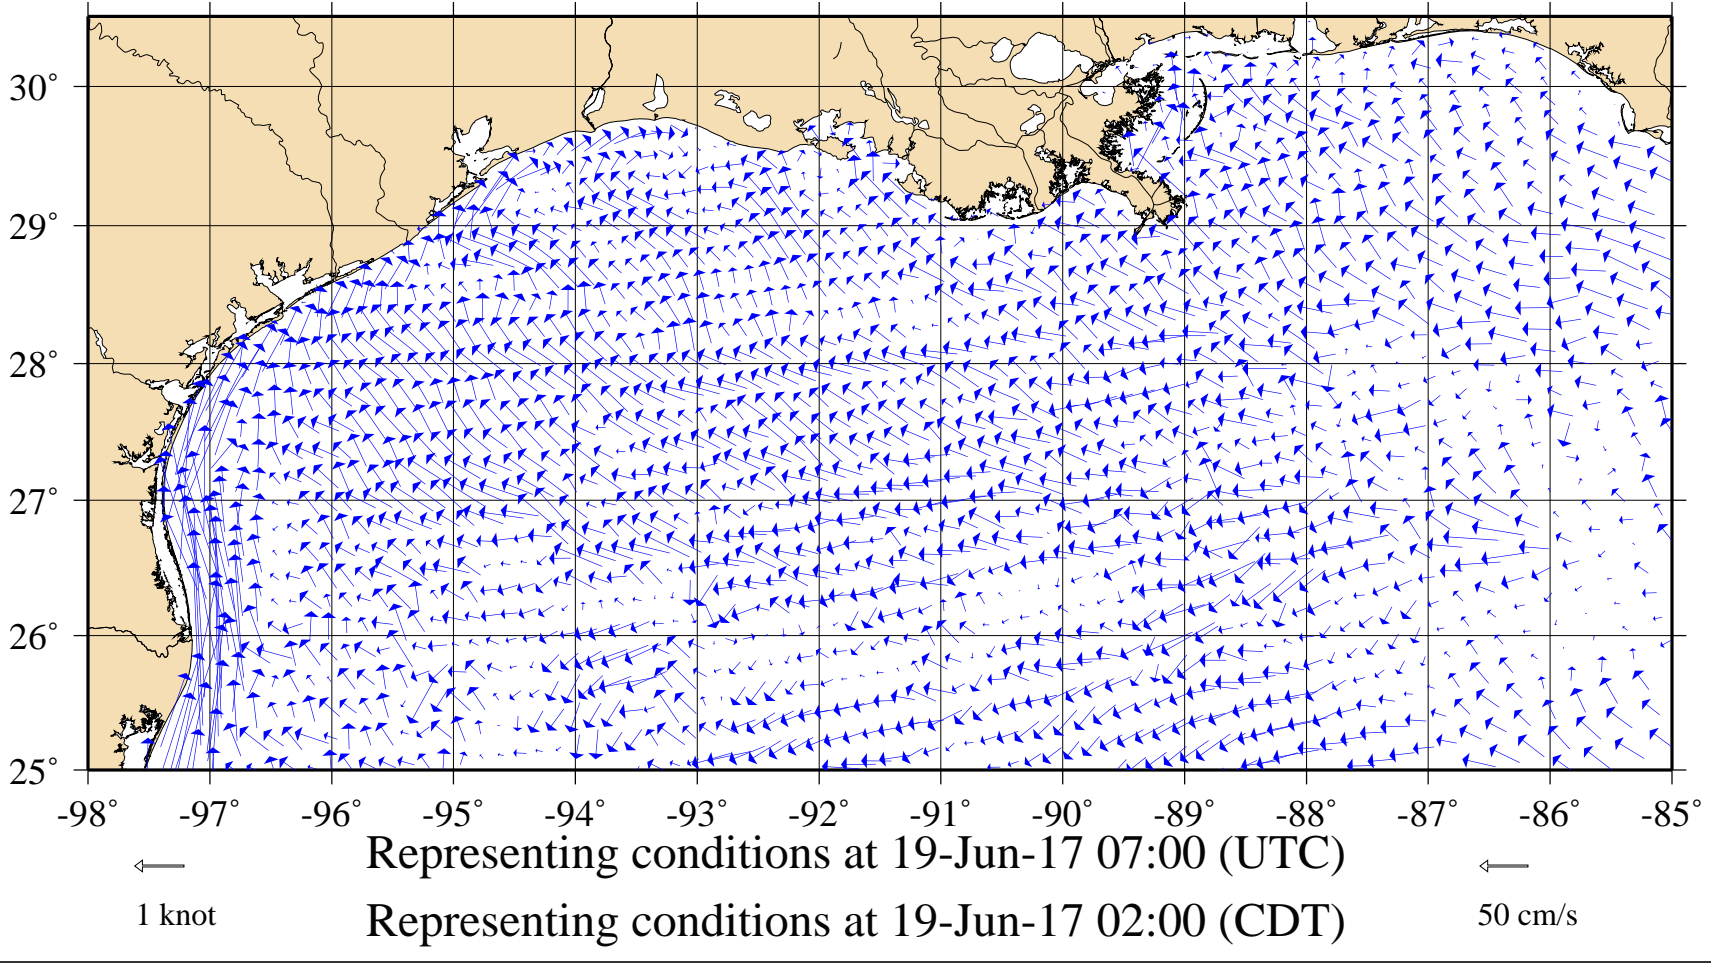 30°
29°
28°
27°
26°
25°
-98° -97° -96° -95° -94° -93° -92° -91° -90° -89° -88° -87° -86° -85°
Representing conditions at 19-Jun-17 07:00 (UTC)
1 knot Representing conditions at 19-Jun-17 02:00 (CDT) 50 cm/s